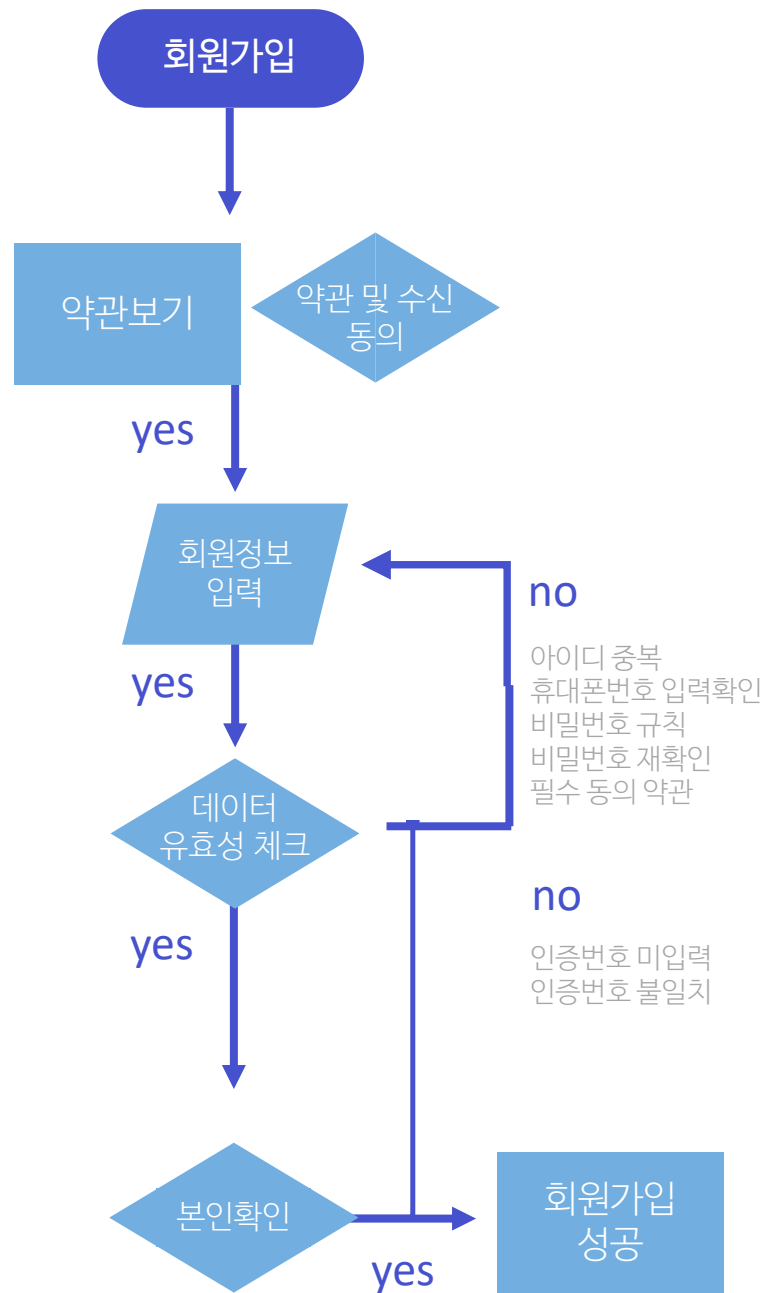 회원가입
약관보기
약관 및 수신
동의
yes
회원정보
입력
no
아이디 중복
휴대폰번호 입력확인
비밀번호 규칙
비밀번호 재확인
필수 동의 약관
yes
데이터
유효성 체크
no
yes
인증번호 미입력
인증번호 불일치
본인확인
yes
회원가입
성공